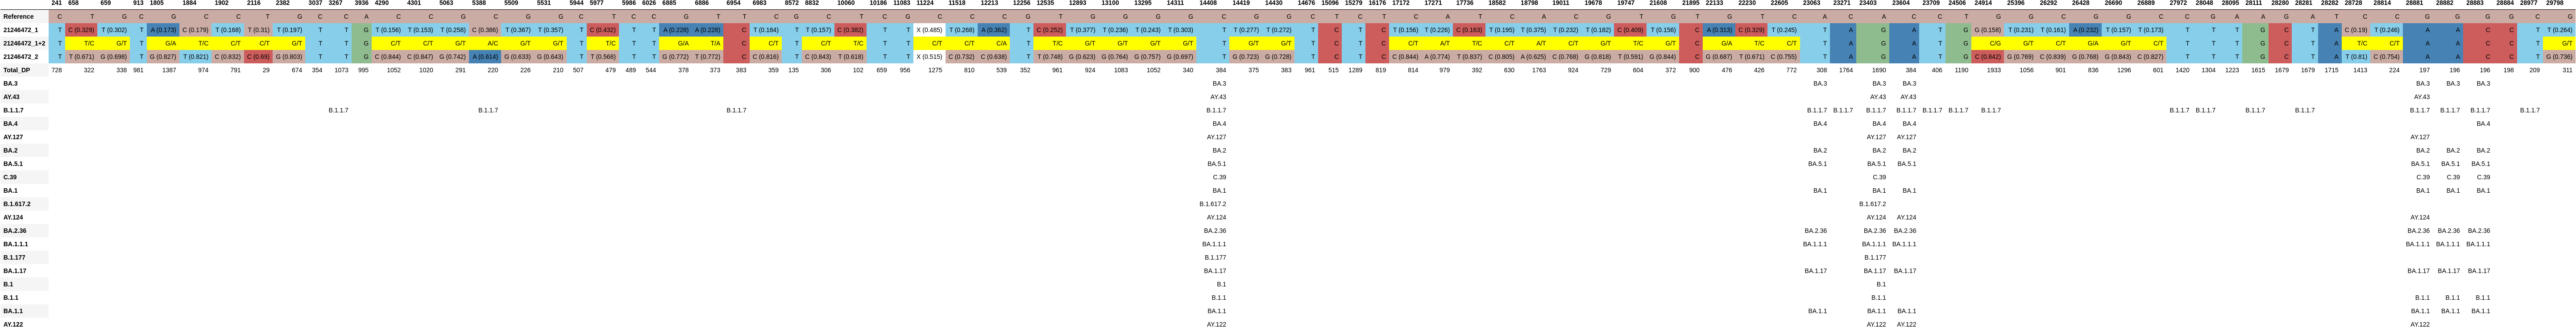 241 658 659 913 1805 1884 1902 2116 2382 3037 3267 3936 4290 4301 5063 5388 5509 5531 5944 5977 5986 6026 6885 6886 6954 6983 8572 8832 10060 10186 11083 11224 11518 12213 12256 12535 12893 13100 13295 14311 14408 14419 14430 14676 15096 15279 16176 17172 17271 17736 18582 18798 19011 19678 19747 21608 21895 22133 22230 22605 23063 23271 23403 23604 23709 24506 24914 25396 26292 26428 26690 26889 27972 28048 28095 28111 28280 28281 28282 28728 28814 28881 28882 28883 28884 28977 29798
Reference C T G C G C C T G C C A C C G C G G C T C C G T T C G C T C G C C C G T G G G G C G G C T C T C A T C A C G T G T G T C A C A C
21246472_1 T C (0.329) T (0.302) T A (0.173) C (0.179) T (0.166) T (0.31) T (0.197) T T G T (0.156) T (0.153) T (0.258) C (0.386) T (0.367) T (0.357) T C (0.432) T T A (0.228) A (0.228) C T (0.184) T T (0.157) C (0.382) T T X (0.485) T (0.268) A (0.362) T C (0.252) T (0.377) T (0.236) T (0.243) T (0.303) T T (0.277) T (0.272) T C T C T (0.156) T (0.226) C (0.163) T (0.195) T (0.375) T (0.232) T (0.182) C (0.409) T (0.156) C A (0.313) C (0.329) T (0.245) T A G A T G G (0.158) T (0.231) T (0.161) A (0.232) T (0.157) T (0.173) T T T G C T A C (0.19) T (0.246) A A C C T T (0.264)
21246472_1+2 T T/C G/T T G/A T/C C/T C/T G/T T T G C/T C/T G/T A/C G/T G/T T T/C T T G/A T/A C C/T T C/T T/C T T C/T C/T C/A T T/C G/T G/T G/T G/T T G/T G/T T C T C C/T A/T T/C C/T A/T C/T G/T T/C G/T C G/A T/C C/T T A G A T G C/G G/T C/T G/A G/T C/T T T T G C T A T/C C/T A A C C T G/T
21246472_2 T T (0.671) G (0.698) T G (0.827) T (0.821) C (0.832) C (0.69) G (0.803) T T G C (0.844) C (0.847) G (0.742) A (0.614) G (0.633) G (0.643) T T (0.568) T T G (0.772) T (0.772) C C (0.816) T C (0.843) T (0.618) T T X (0.515) C (0.732) C (0.638) T T (0.748) G (0.623) G (0.764) G (0.757) G (0.697) T G (0.723) G (0.728) T C T C C (0.844) A (0.774) T (0.837) C (0.805) A (0.625) C (0.768) G (0.818) T (0.591) G (0.844) C G (0.687) T (0.671) C (0.755) T A G A T G C (0.842) G (0.769) C (0.839) G (0.768) G (0.843) C (0.827) T T T G C T A T (0.81) C (0.754) A A C C T G (0.736)
Total_DP 728 322 338 981 1387 974 791 29 674 354 1073 995 1052 1020 291 220 226 210 507 479 489 544 378 373 383 359 135 306 102 659 956 1275 810 539 352 961 924 1083 1052 340 384 375 383 961 515 1289 819 814 979 392 630 1763 924 729 604 372 900 476 426 772 308 1764 1690 384 406 1190 1933 1056 901 836 1296 601 1420 1304 1223 1615 1679 1679 1715 1413 224 197 196 196 198 209 311
BA.3 BA.3 BA.3 BA.3 BA.3 BA.3 BA.3 BA.3
AY.43 AY.43 AY.43 AY.43 AY.43
B.1.1.7 B.1.1.7 B.1.1.7 B.1.1.7 B.1.1.7 B.1.1.7 B.1.1.7 B.1.1.7 B.1.1.7 B.1.1.7 B.1.1.7 B.1.1.7 B.1.1.7 B.1.1.7 B.1.1.7 B.1.1.7 B.1.1.7 B.1.1.7 B.1.1.7 B.1.1.7
BA.4 BA.4 BA.4 BA.4 BA.4 BA.4
AY.127 AY.127 AY.127 AY.127 AY.127
BA.2 BA.2 BA.2 BA.2 BA.2 BA.2 BA.2 BA.2
BA.5.1 BA.5.1 BA.5.1 BA.5.1 BA.5.1 BA.5.1 BA.5.1 BA.5.1
C.39 C.39 C.39 C.39 C.39 C.39
BA.1 BA.1 BA.1 BA.1 BA.1 BA.1 BA.1 BA.1
B.1.617.2 B.1.617.2 B.1.617.2
AY.124 AY.124 AY.124 AY.124 AY.124
BA.2.36 BA.2.36 BA.2.36 BA.2.36 BA.2.36 BA.2.36 BA.2.36 BA.2.36
BA.1.1.1 BA.1.1.1 BA.1.1.1 BA.1.1.1 BA.1.1.1 BA.1.1.1 BA.1.1.1 BA.1.1.1
B.1.177 B.1.177 B.1.177
BA.1.17 BA.1.17 BA.1.17 BA.1.17 BA.1.17 BA.1.17 BA.1.17 BA.1.17
B.1 B.1 B.1
B.1.1 B.1.1 B.1.1 B.1.1 B.1.1 B.1.1
BA.1.1 BA.1.1 BA.1.1 BA.1.1 BA.1.1 BA.1.1 BA.1.1 BA.1.1
AY.122 AY.122 AY.122 AY.122 AY.122